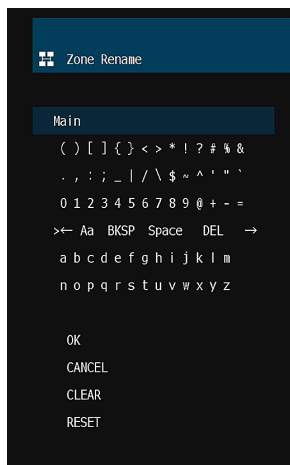 Zone Rename
Main
( ) [ ] { } < > * ! ? # % &
. , : ; _ | / \ $ ~ ^ ' " `
0 1 2 3 4 5 6 7 8 9 @ + - =
>← Aa BKSP Space DEL →
a b c d e f g h i j k l m
n o p q r s t u v w x y z
OK
CANCEL
CLEAR
RESET